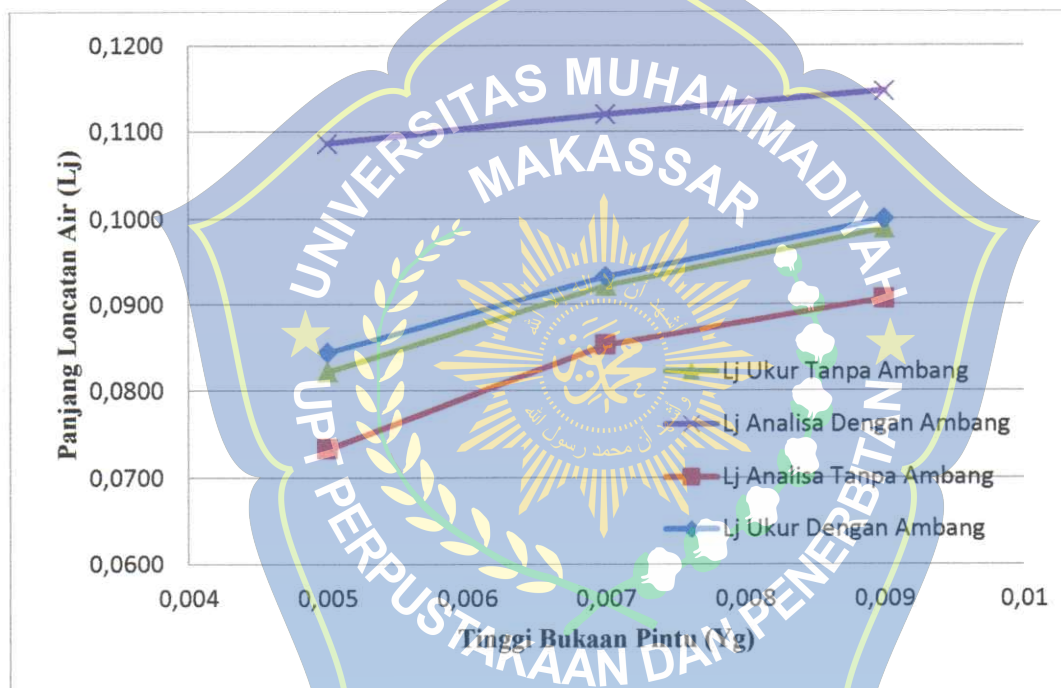 0,1200
0,1100
0,1000
0,0900
0,0800
0,0700
0,0600
Panjang Loncatan Air (Lj)
0,004
0,005
0,006
0,007
0,008
0,009
0,01
Tinggi Bukaan Pintu (Yg)
Lj Ukur Tanpa Ambang
Lj Analisa Dengan Ambang
Lj Analisa Tanpa Ambang
Lj Ukur Dengan Ambang
UNIVERSITAS MUHAMMADIYAH
MAKASSAR
UPT PERPUSTAKAAN DAN PENERBITAN
محمد